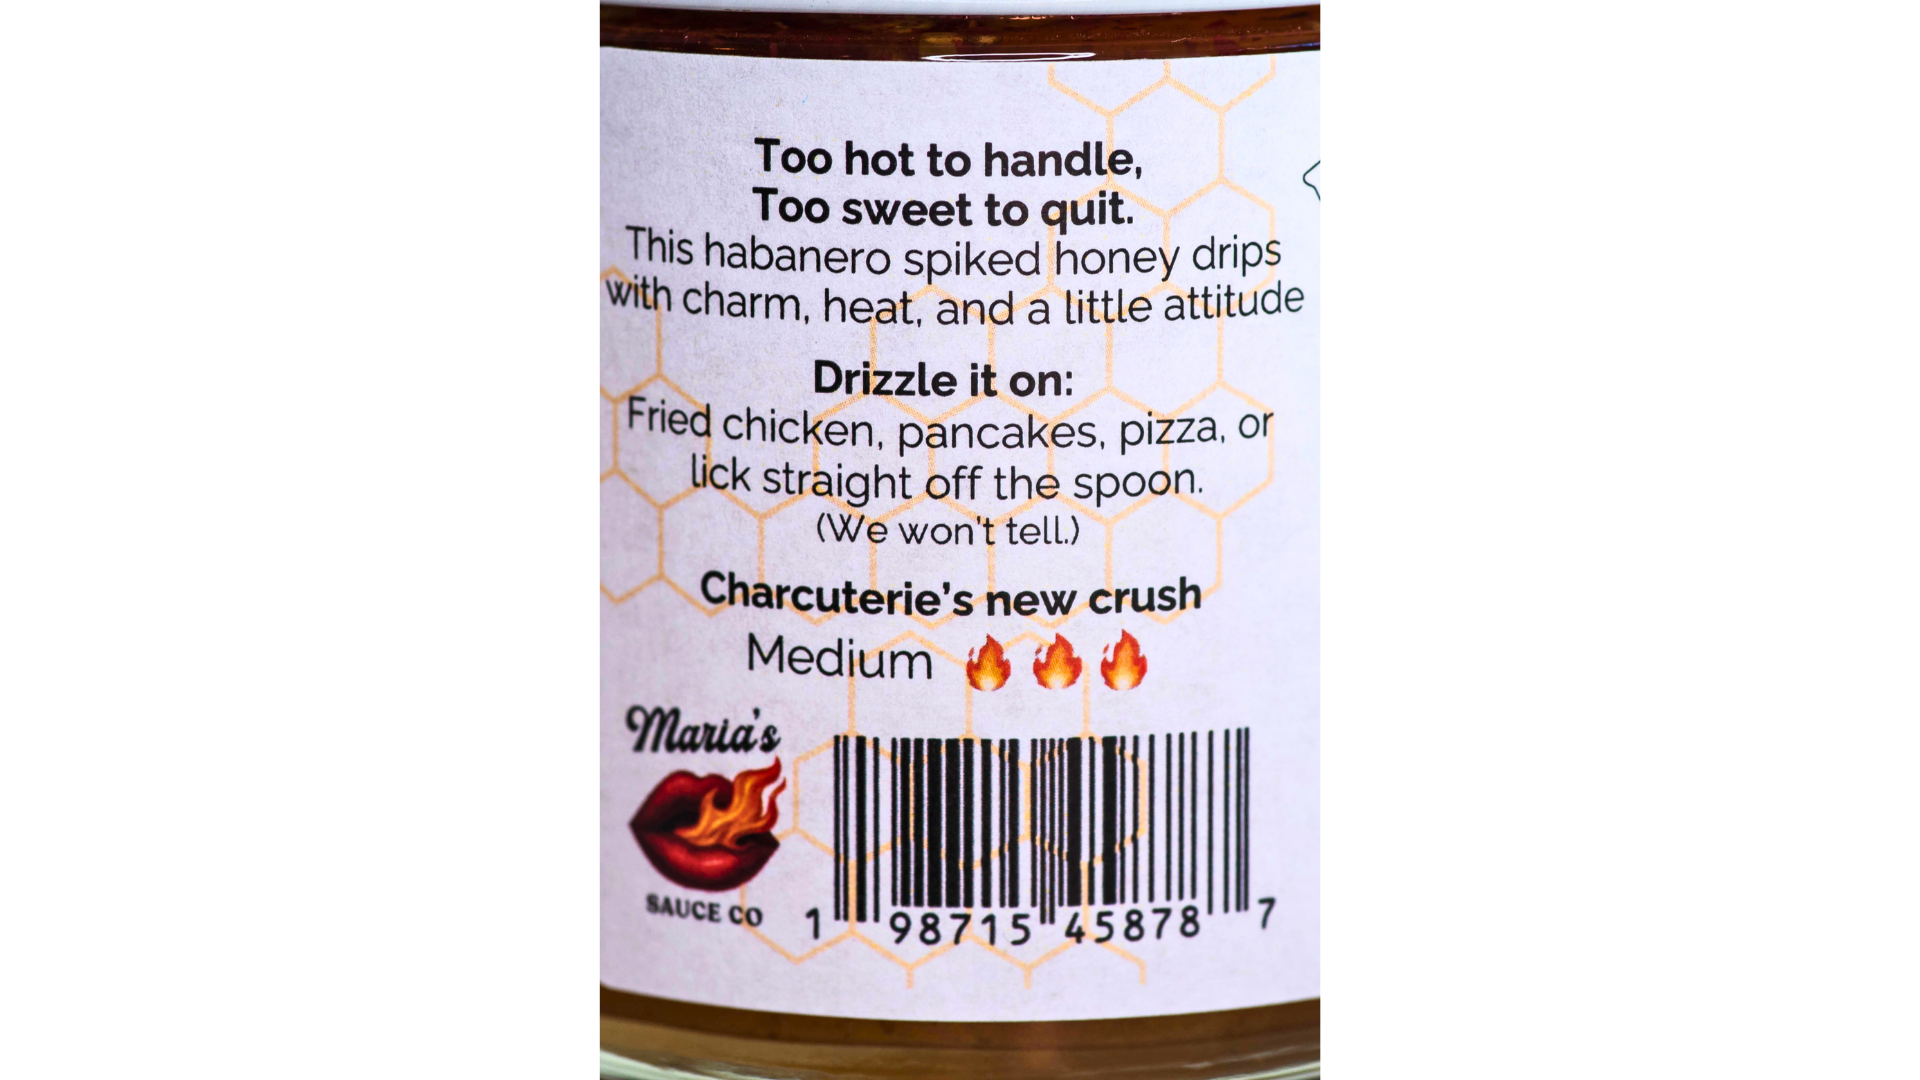 Too hot to handle,
Too sweet to quit.
This habanero spiked honey drips
with charm, heat, and a little attitude
Drizzle it on:
Fried chicken, pancakes, pizza, or
lick straight off the spoon.
(We won't tell.)
Charcuterie's new crush
Medium 🔥 🔥 🔥
Maria's
SAUCE CO
1 98715 45878 7